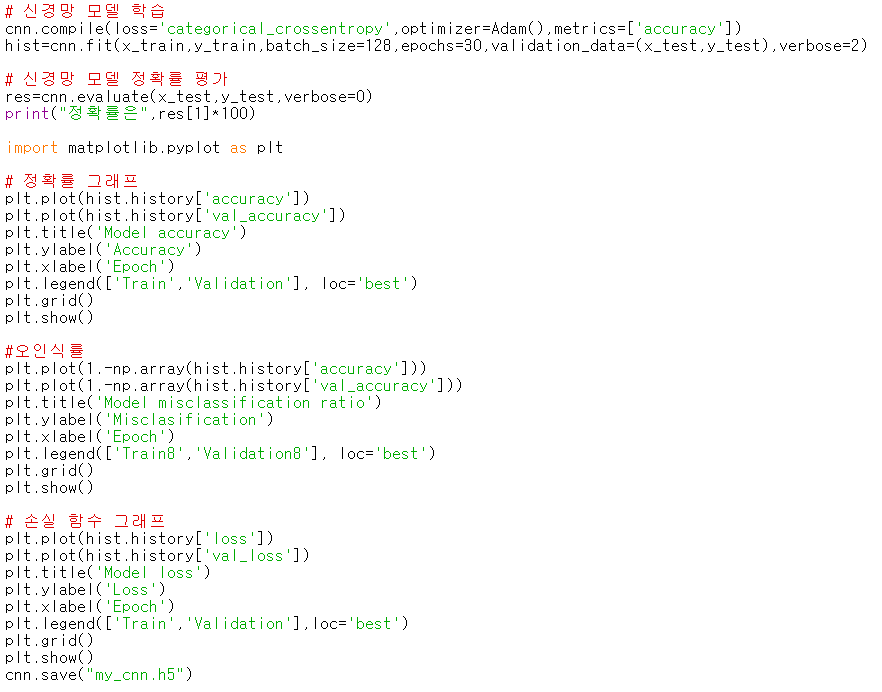 # 신경망 모델 학습
cnn.compile(loss='categorical_crossentropy',optimizer=Adam(),metrics=['accuracy'])
hist=cnn.fit(x_train,y_train,batch_size=128,epochs=30,validation_data=(x_test,y_test),verbose=2)
# 신경망 모델 정확률 평가
res=cnn.evaluate(x_test,y_test,verbose=0)
print("정확률은",res[1]*100)
import matplotlib.pyplot as plt
# 정확률 그래프
plt.plot(hist.history['accuracy'])
plt.plot(hist.history['val_accuracy'])
plt.title('Model accuracy')
plt.ylabel('Accuracy')
plt.xlabel('Epoch')
plt.legend(['Train','Validation'], loc='best')
plt.grid()
plt.show()
#오인식률
plt.plot(1.-np.array(hist.history['accuracy']))
plt.plot(1.-np.array(hist.history['val_accuracy']))
plt.title('Model misclassification ratio')
plt.ylabel('Misclasification')
plt.xlabel('Epoch')
plt.legend(['Train8','Validation8'], loc='best')
plt.grid()
plt.show()
# 손실 함수 그래프
plt.plot(hist.history['loss'])
plt.plot(hist.history['val_loss'])
plt.title('Model loss')
plt.ylabel('Loss')
plt.xlabel('Epoch')
plt.legend(['Train','Validation'],loc='best')
plt.grid()
plt.show()
cnn.save("my_cnn.h5")